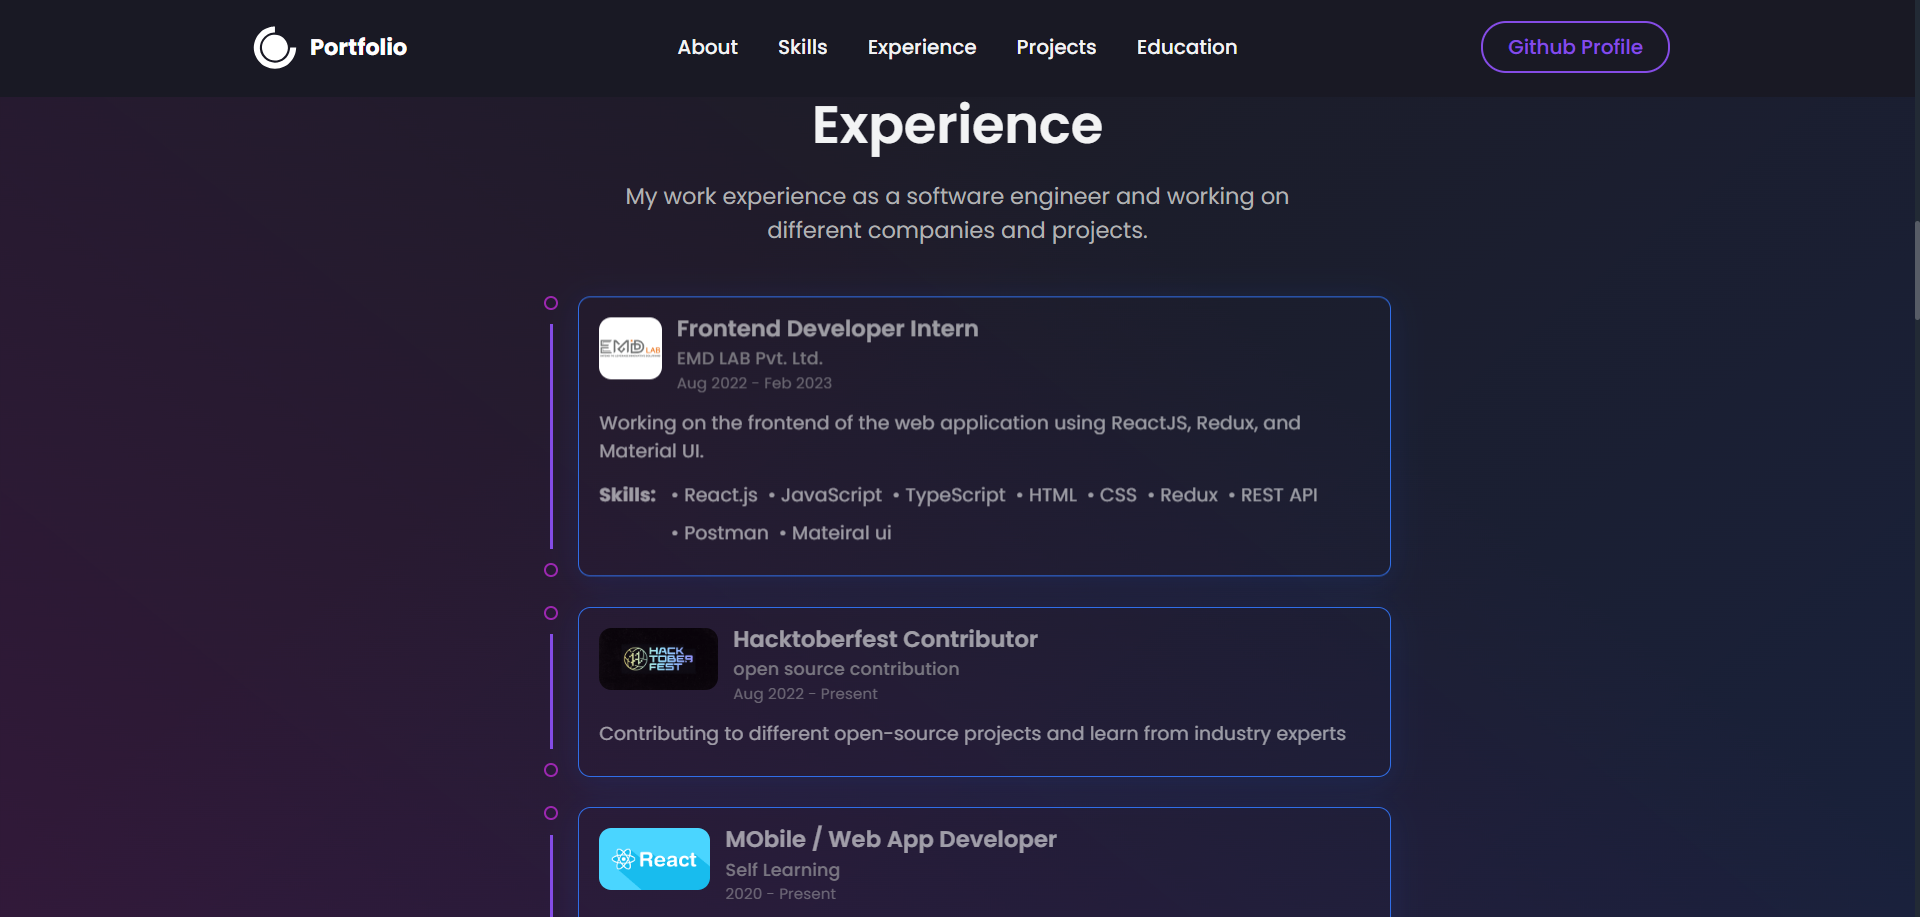 Portfolio
About Skills Experience Projects Education
Github Profile
Experience
My work experience as a software engineer and working on
different companies and projects.
EMD LAB
Frontend Developer Intern
EMD LAB Pvt. Ltd.
Aug 2022 - Feb 2023
Working on the frontend of the web application using ReactJS, Redux, and
Material UI.
Skills: • React.js • JavaScript • TypeScript • HTML • CSS • Redux • REST API
• Postman • Mateiral ui
HACK
TOBER
FEST
Hacktoberfest Contributor
open source contribution
Aug 2022 - Present
Contributing to different open-source projects and learn from industry experts
React
MObile / Web App Developer
Self Learning
2020 - Present